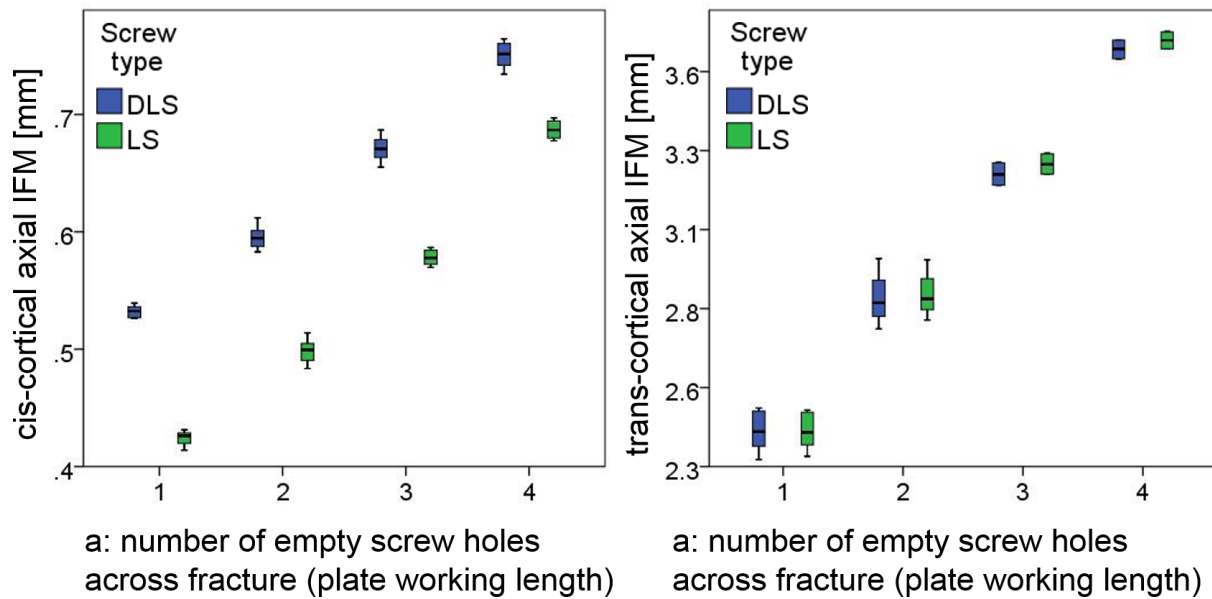 cis-cortical axial IFM [mm]
Screw
type
DLS
LS
.7
.6
.5
.4
1 2 3 4
a: number of empty screw holes
across fracture (plate working length)
trans-cortical axial IFM [mm]
Screw
type
DLS
LS
3.6
3.3
3.1
2.8
2.6
2.3
1 2 3 4
a: number of empty screw holes
across fracture (plate working length)